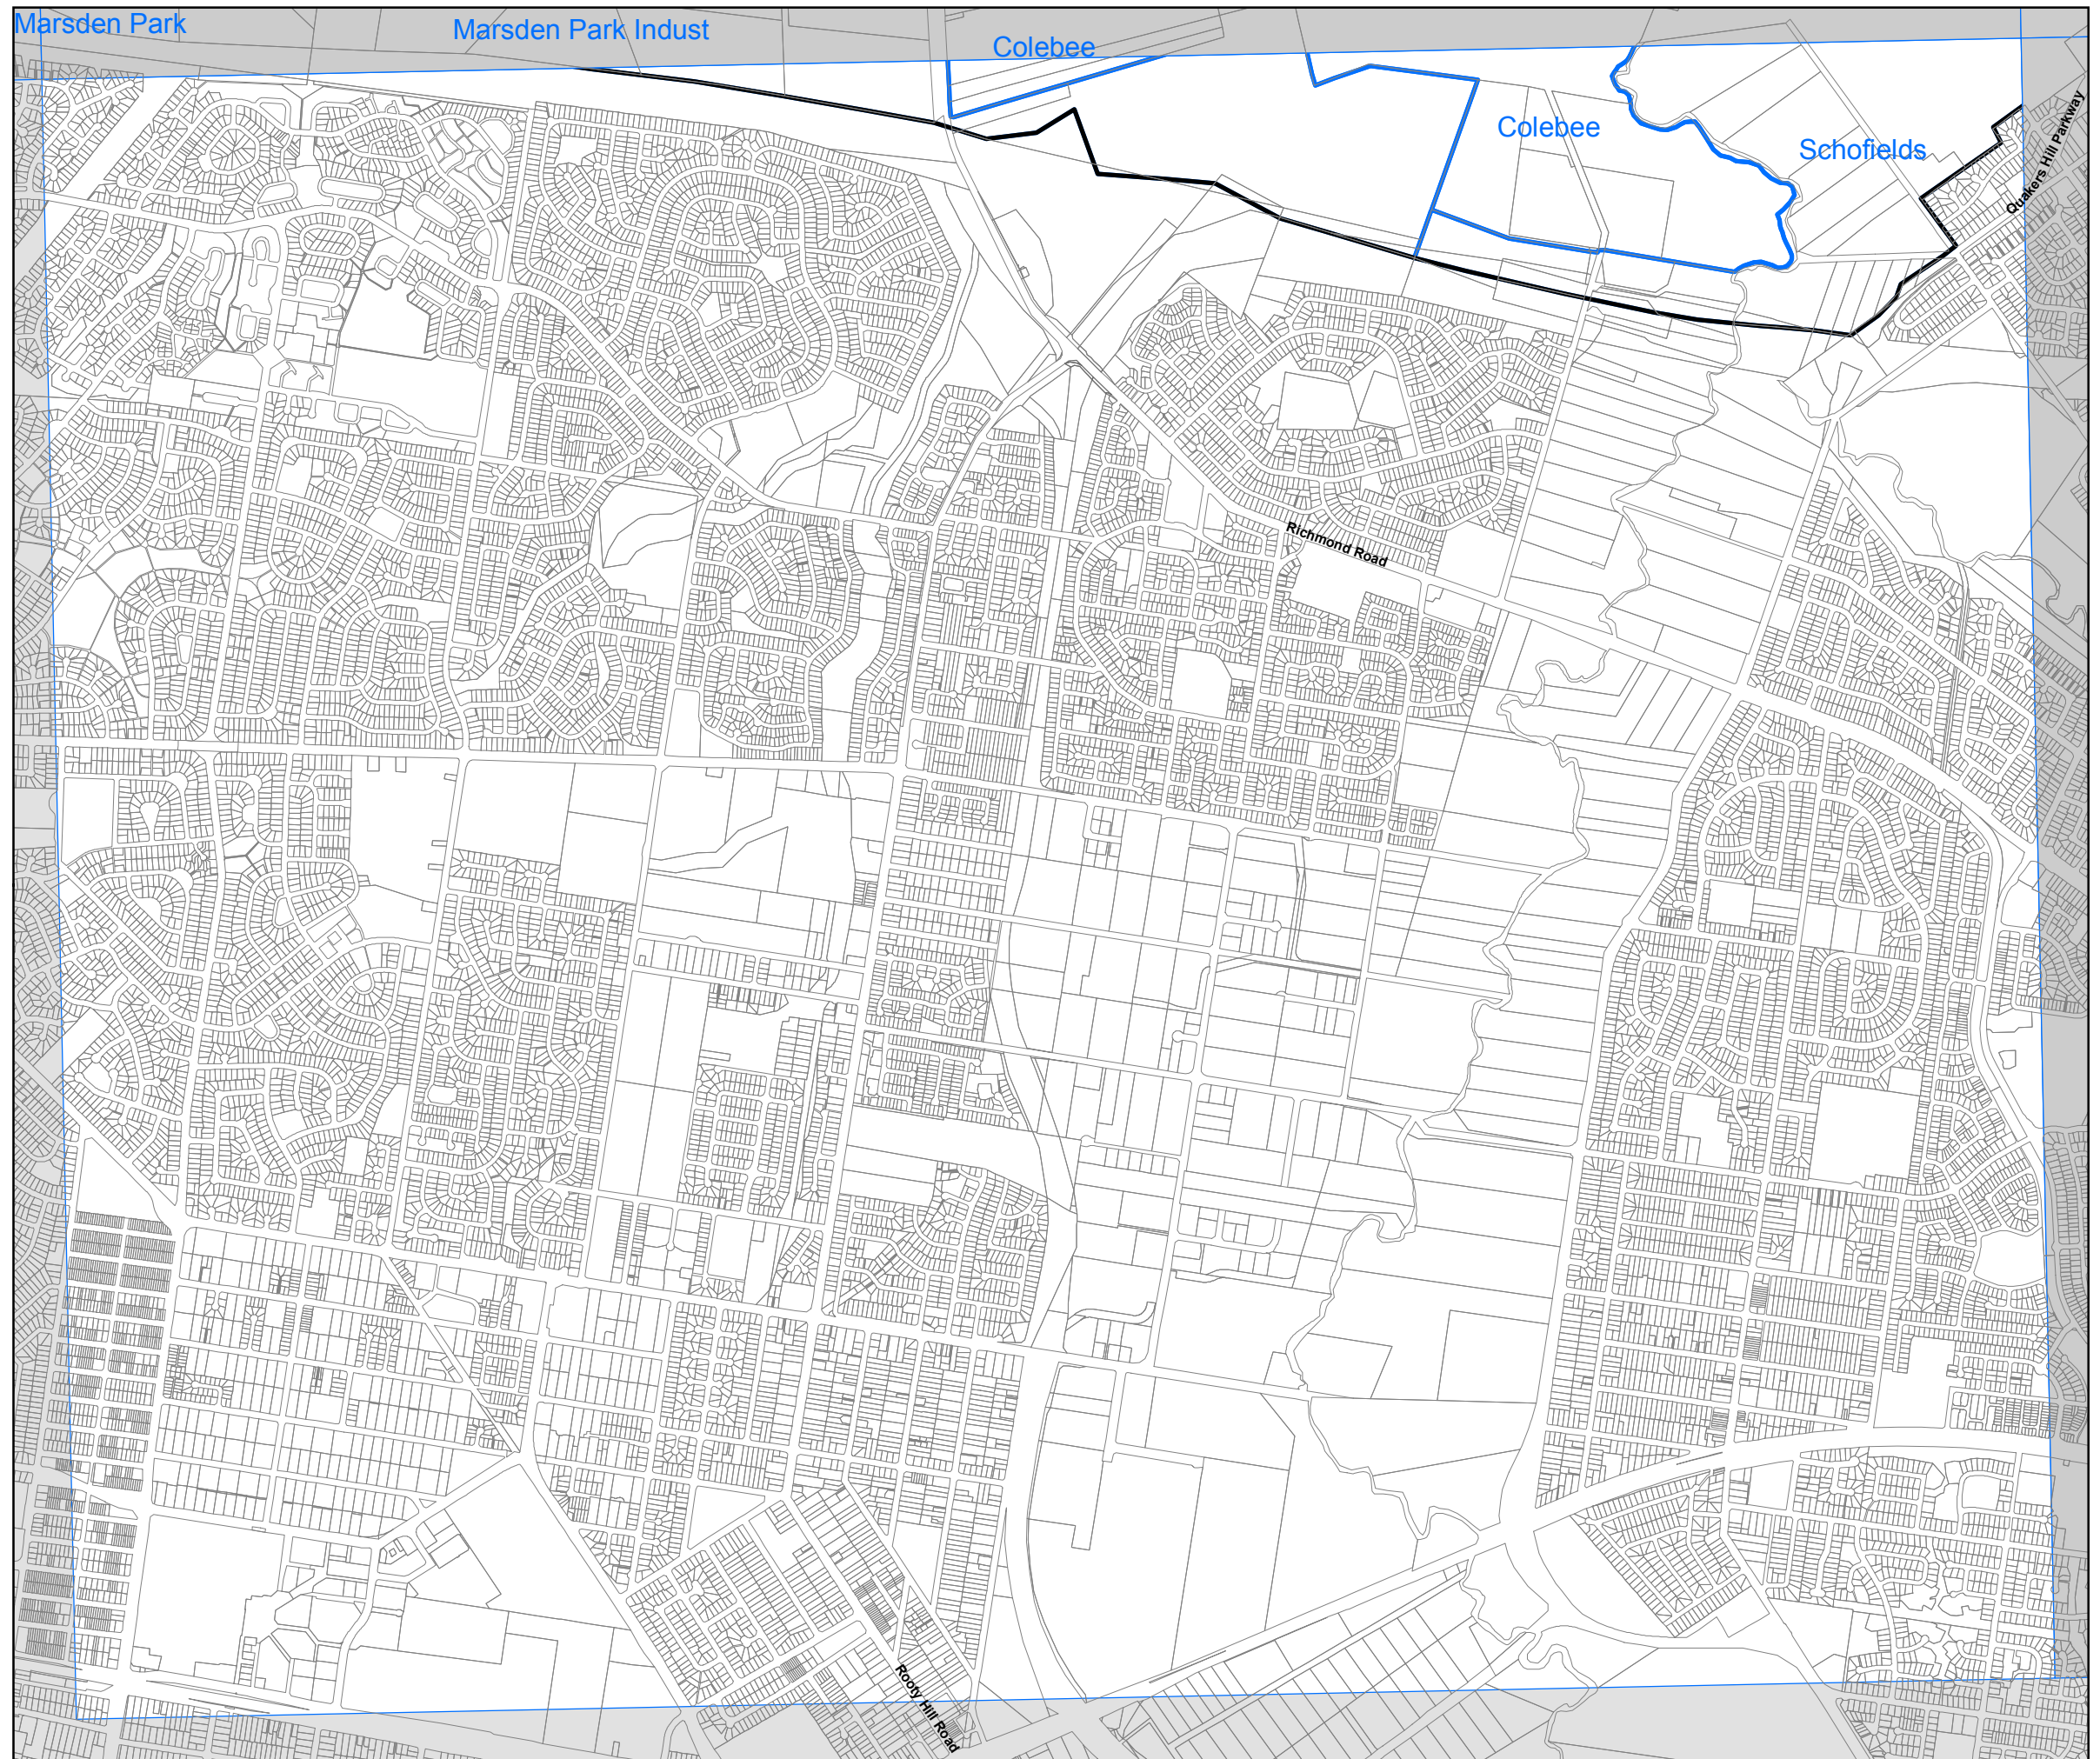 Marsden Park
Marsden Park Indust
Colebee
Colebee
Schofields
Quakers Hill Parkway
Richmond Road
Rooty Hill Road